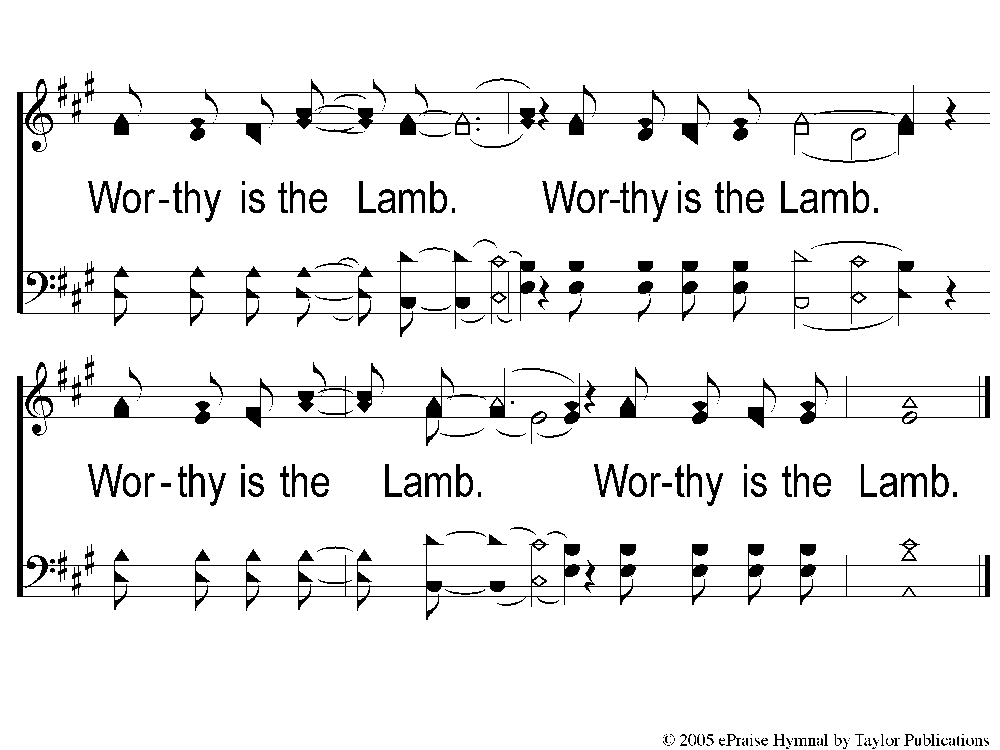 Wor-thy is the Lamb. Wor-thy is the Lamb.
Wor-thy is the Lamb. Wor-thy is the Lamb.
© 2005 ePraise Hymnal by Taylor Publications